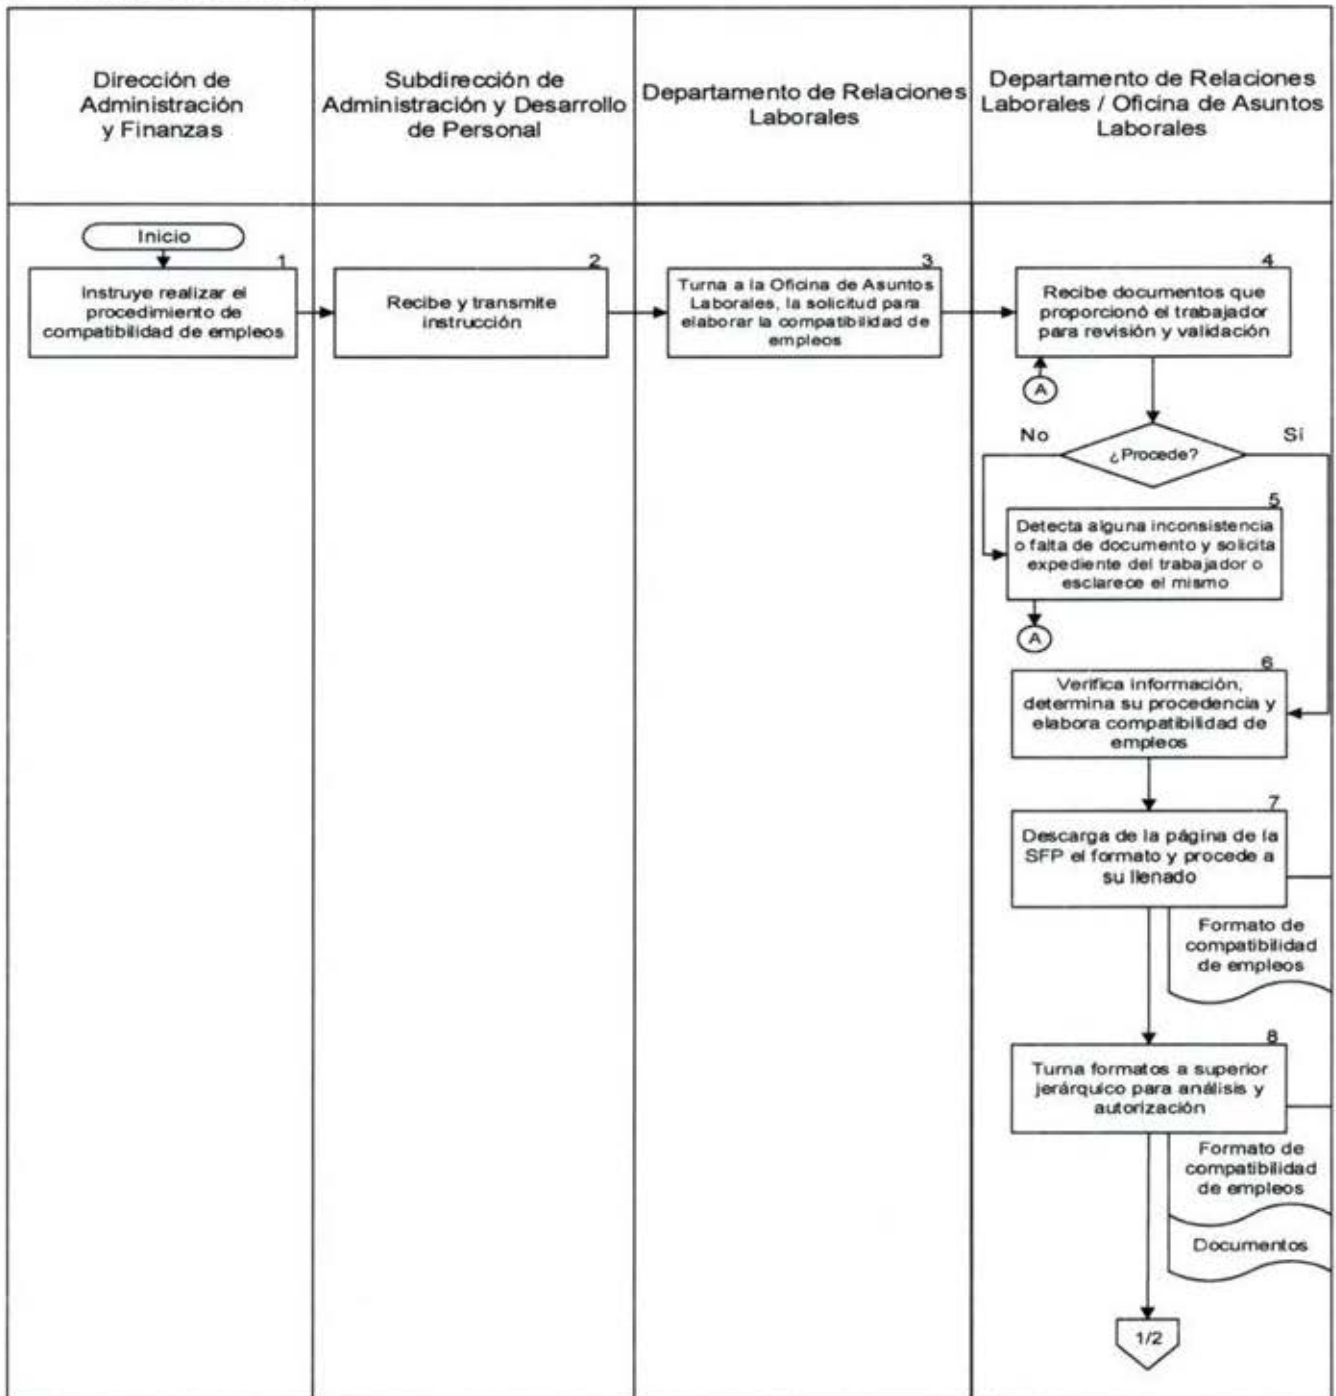 Dirección de
Administración
y Finanzas
Subdirección de
Administración y Desarrollo
de Personal
Departamento de Relaciones
Laborales
Departamento de Relaciones
Laborales / Oficina de Asuntos
Laborales
Inicio
1
Instruye realizar el
procedimiento de
compatibilidad de empleos
2
Recibe y transmite
instrucción
3
Turna a la Oficina de Asuntos
Laborales, la solicitud para
elaborar la compatibilidad de
empleos
4
Recibe documentos que
proporcionó el trabajador
para revisión y validación
A
No
Sí
¿Procede?
5
Detecta alguna inconsistencia
o falta de documento y solicita
expediente del trabajador o
esclarece el mismo
A
6
Verifica información,
determina su procedencia y
elabora compatibilidad de
empleos
7
Descarga de la página de la
SFP el formato y procede a
su llenado
Formato de
compatibilidad
de empleos
8
Turna formatos a superior
jerárquico para análisis y
autorización
Formato de
compatibilidad
de empleos
Documentos
1/2